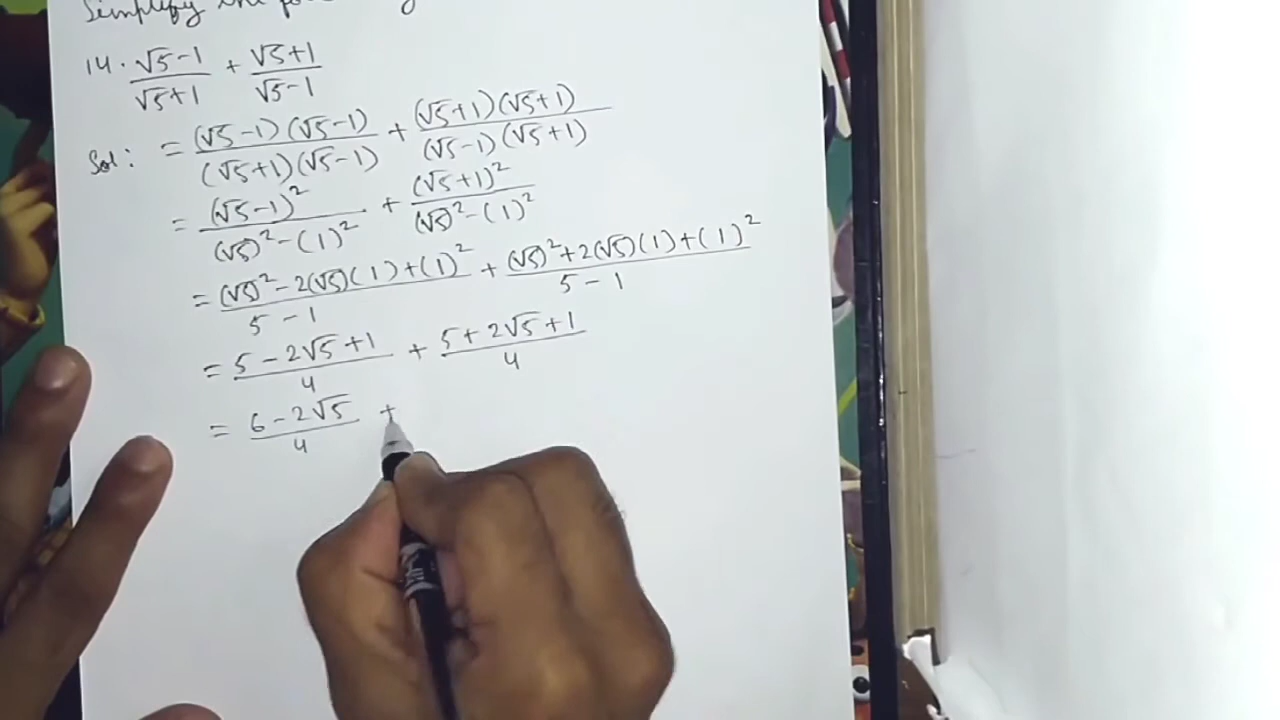 Simplify the
14. (√5-1)/(√5+1) + (√5+1)/(√5-1)
Sol: = ((√5-1)(√5-1))/((√5+1)(√5-1)) + ((√5+1)(√5+1))/((√5-1)(√5+1))
= (√5-1)²/((√5)²-(1)²) + (√5+1)²/((√5)²-(1)²)
= ((√5)²-2(√5)(1)+(1)²)/(5-1) + ((√5)²+2(√5)(1)+(1)²)/(5-1)
= (5-2√5+1)/4 + (5+2√5+1)/4
= (6-2√5)/4 +